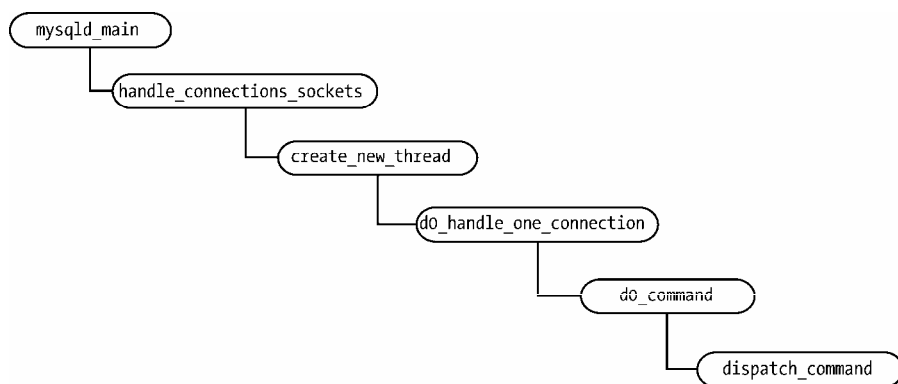 mysqld_main
handle_connections_sockets
create_new_thread
dO_handle_one_connection
dO_command
dispatch_command